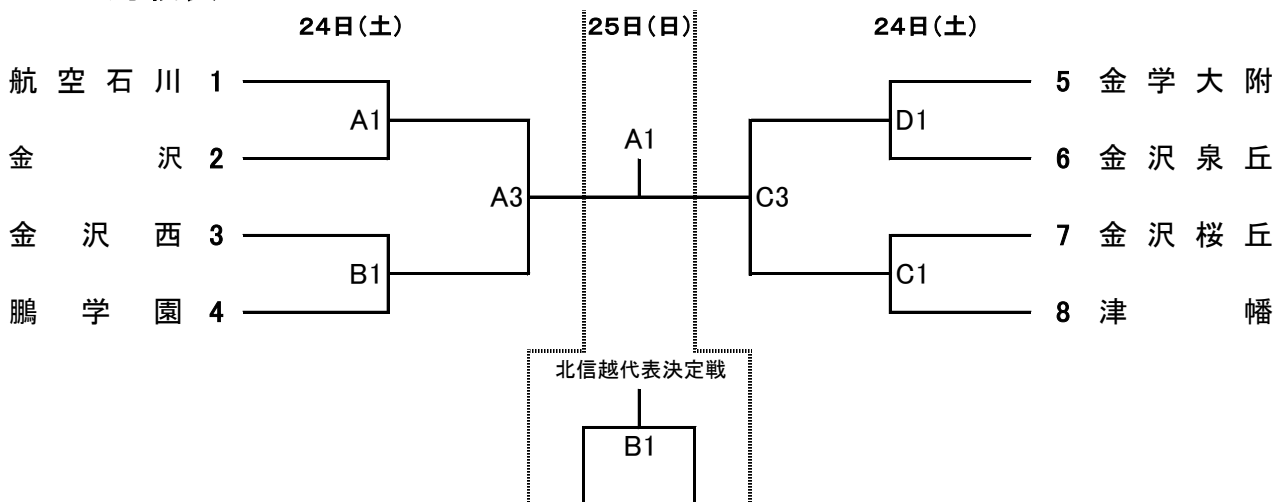 24日(土) 25日(日) 24日(土)
航空石川 1 5 金学大附
A1 D1
A1
金沢 2 6 金沢泉丘
A3 C3
金沢西 3 7 金沢桜丘
B1 C1
鵬学園 4 8 津幡
北信越代表決定戦
B1